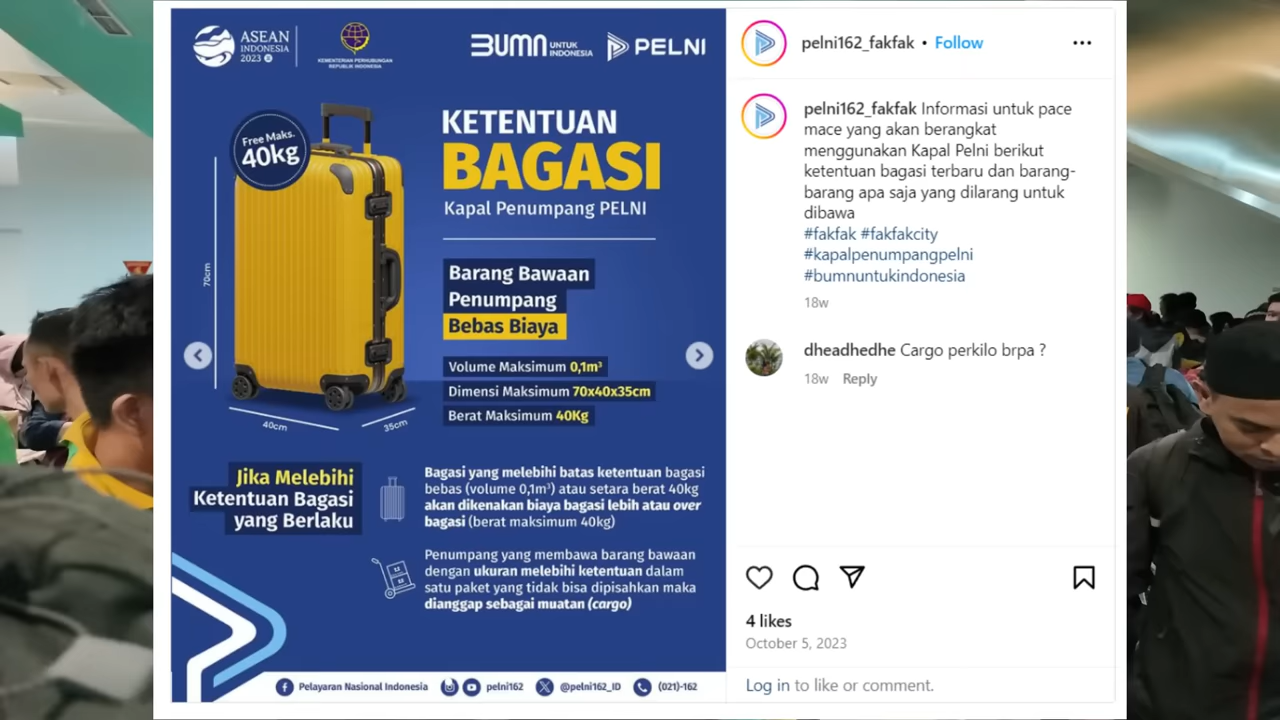 ASEAN
INDONESIA
2023
KEMENTERIAN PERHUBUNGAN
REPUBLIK INDONESIA
BUMN UNTUK
INDONESIA
PELNI
Free Maks.
40kg
70cm
40cm
35cm
KETENTUAN
BAGASI
Kapal Penumpang PELNI
Barang Bawaan
Penumpang
Bebas Biaya
Volume Maksimum 0,1m³
Dimensi Maksimum 70x40x35cm
Berat Maksimum 40Kg
Jika Melebihi
Ketentuan Bagasi
yang Berlaku
Bagasi yang melebihi batas ketentuan bagasi
bebas (volume 0,1m³) atau setara berat 40kg
akan dikenakan biaya bagasi lebih atau over
bagasi (berat maksimum 40kg)
Penumpang yang membawa barang bawaan
dengan ukuran melebihi ketentuan dalam
satu paket yang tidak bisa dipisahkan maka
dianggap sebagai muatan (cargo)
Pelayaran Nasional Indonesia
pelni162
@pelni162_ID
(021)-162
pelni162_fakfak • Follow
pelni162_fakfak Informasi untuk pace
mace yang akan berangkat
menggunakan Kapal Pelni berikut
ketentuan bagasi terbaru dan barang-
barang apa saja yang dilarang untuk
dibawa
#fakfak #fakfakcity
#kapalpenumpangpelni
#bumnuntukindonesia
18w
dheadhedhe Cargo perkilo brpa ?
18w Reply
4 likes
October 5, 2023
Log in to like or comment.